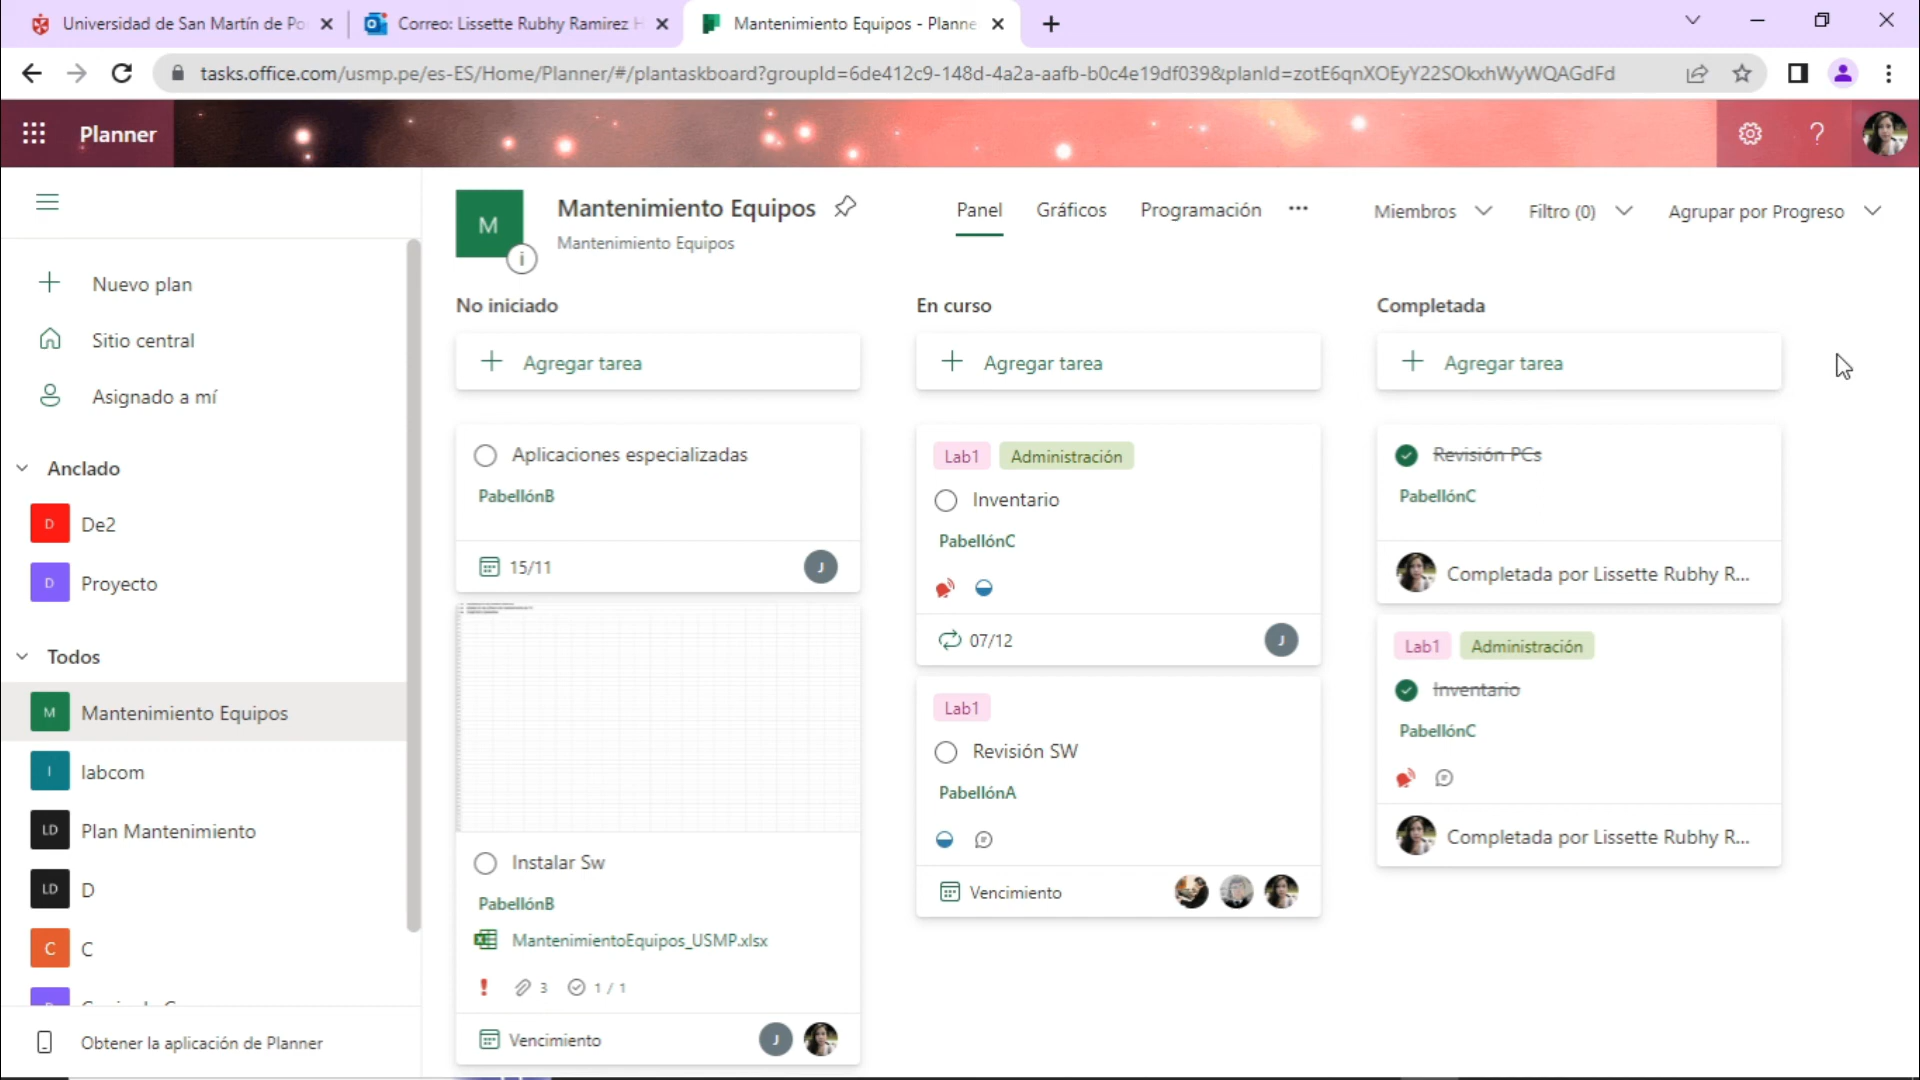 Universidad de San Martín de Po
Correo: Lissette Rubhy Ramirez H
Mantenimiento Equipos - Planne
tasks.office.com/usmp.pe/es-ES/Home/Planner/#/plantaskboard?groupId=6de412c9-148d-4a2a-aafb-b0c4e19df039&planId=zotE6qnXOEyY22SOkxhWyWQAGdFd
Planner
?
Nuevo plan
Sitio central
Asignado a mí
Anclado
D De2
D Proyecto
Todos
M Mantenimiento Equipos
I labcom
LD Plan Mantenimiento
LD D
C C
Obtener la aplicación de Planner
M
i
Mantenimiento Equipos
Mantenimiento Equipos
Panel
Gráficos
Programación
Miembros
Filtro (0)
Agrupar por Progreso
No iniciado
Agregar tarea
Aplicaciones especializadas
PabellónB
15/11
J
Instalar Sw
PabellónB
MantenimientoEquipos_USMP.xlsx
3
1 / 1
Vencimiento
J
En curso
Agregar tarea
Lab1 Administración
Inventario
PabellónC
07/12
J
Lab1
Revisión SW
PabellónA
Vencimiento
Completada
Agregar tarea
Revisión PCs
PabellónC
Completada por Lissette Rubhy R...
Lab1 Administración
Inventario
PabellónC
Completada por Lissette Rubhy R...